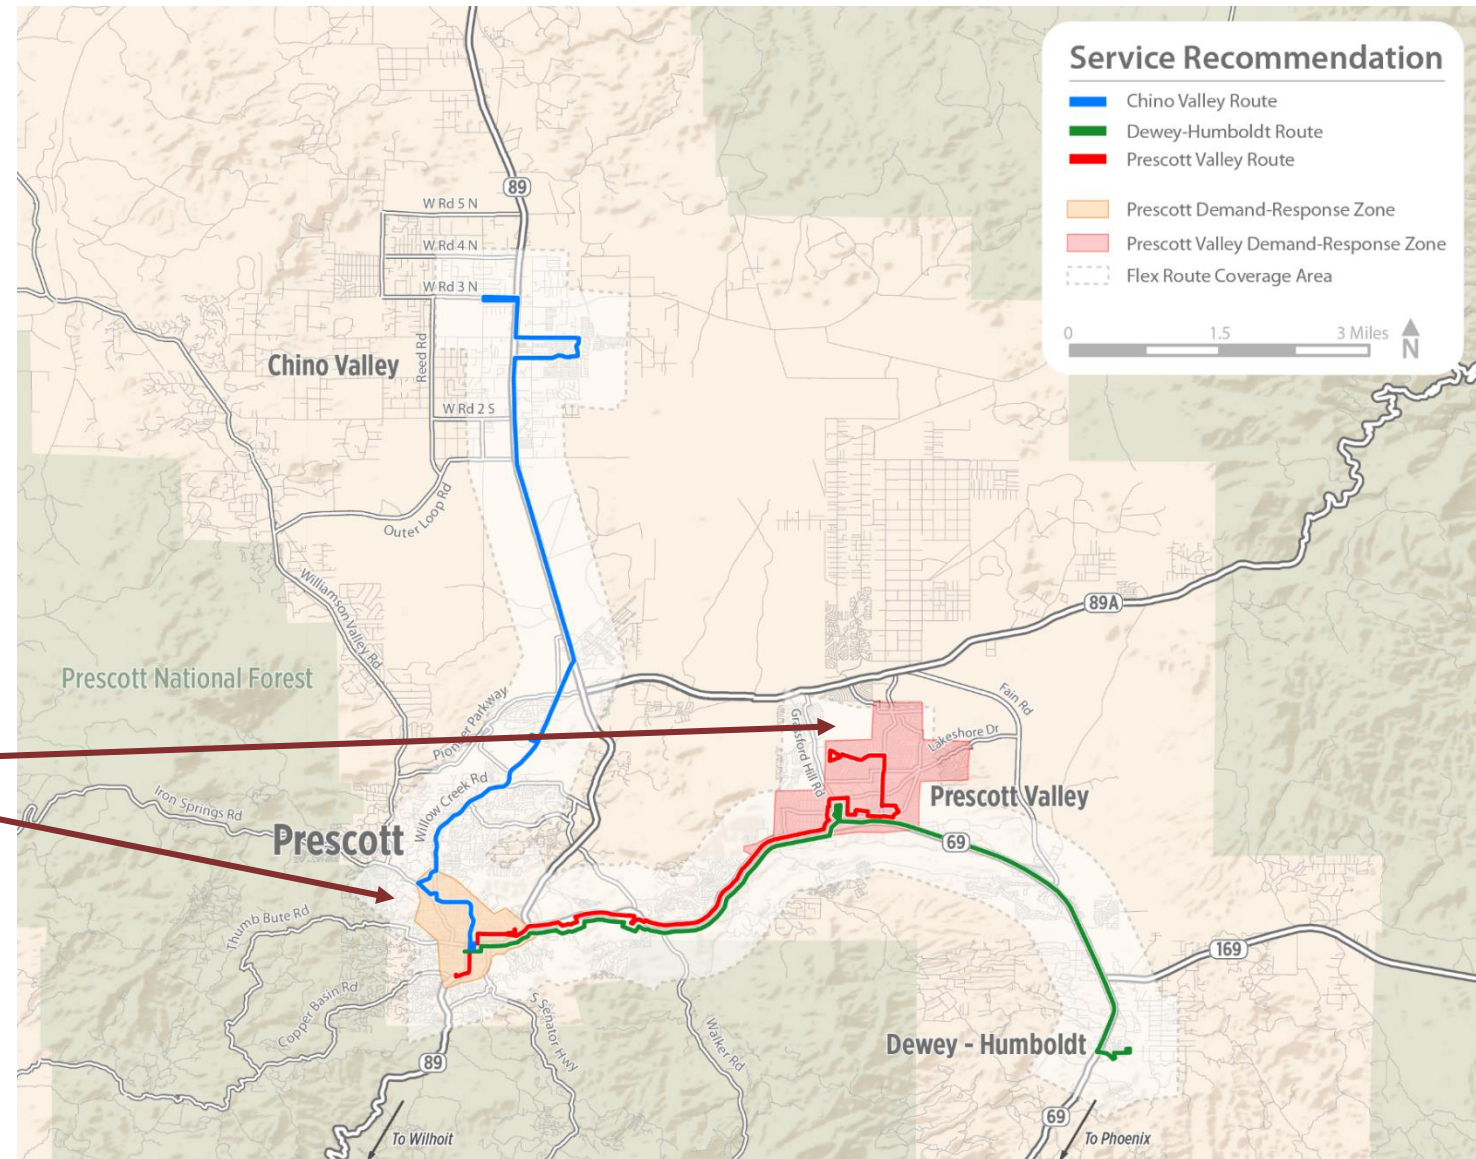 Service Recommendation
Chino Valley Route
Dewey-Humboldt Route
Prescott Valley Route
Prescott Demand-Response Zone
Prescott Valley Demand-Response Zone
Flex Route Coverage Area
0 1.5 3 Miles
N
89
W Rd 5 N
W Rd 4 N
W Rd 3 N
Chino Valley
Reed Rd
W Rd 2 S
Outer Loop Rd
Williamson Valley Rd
89A
Prescott National Forest
Pioneer Parkway
Fain Rd
Grassford Hill Rd
Lakeshore Dr
Iron Springs Rd
Willow Creek Rd
Prescott Valley
Prescott
69
Thumb Bute Rd
169
Copper Basin Rd
S Senator Hwy
Walker Rd
Dewey - Humboldt
89
69
To Wilhoit
To Phoenix